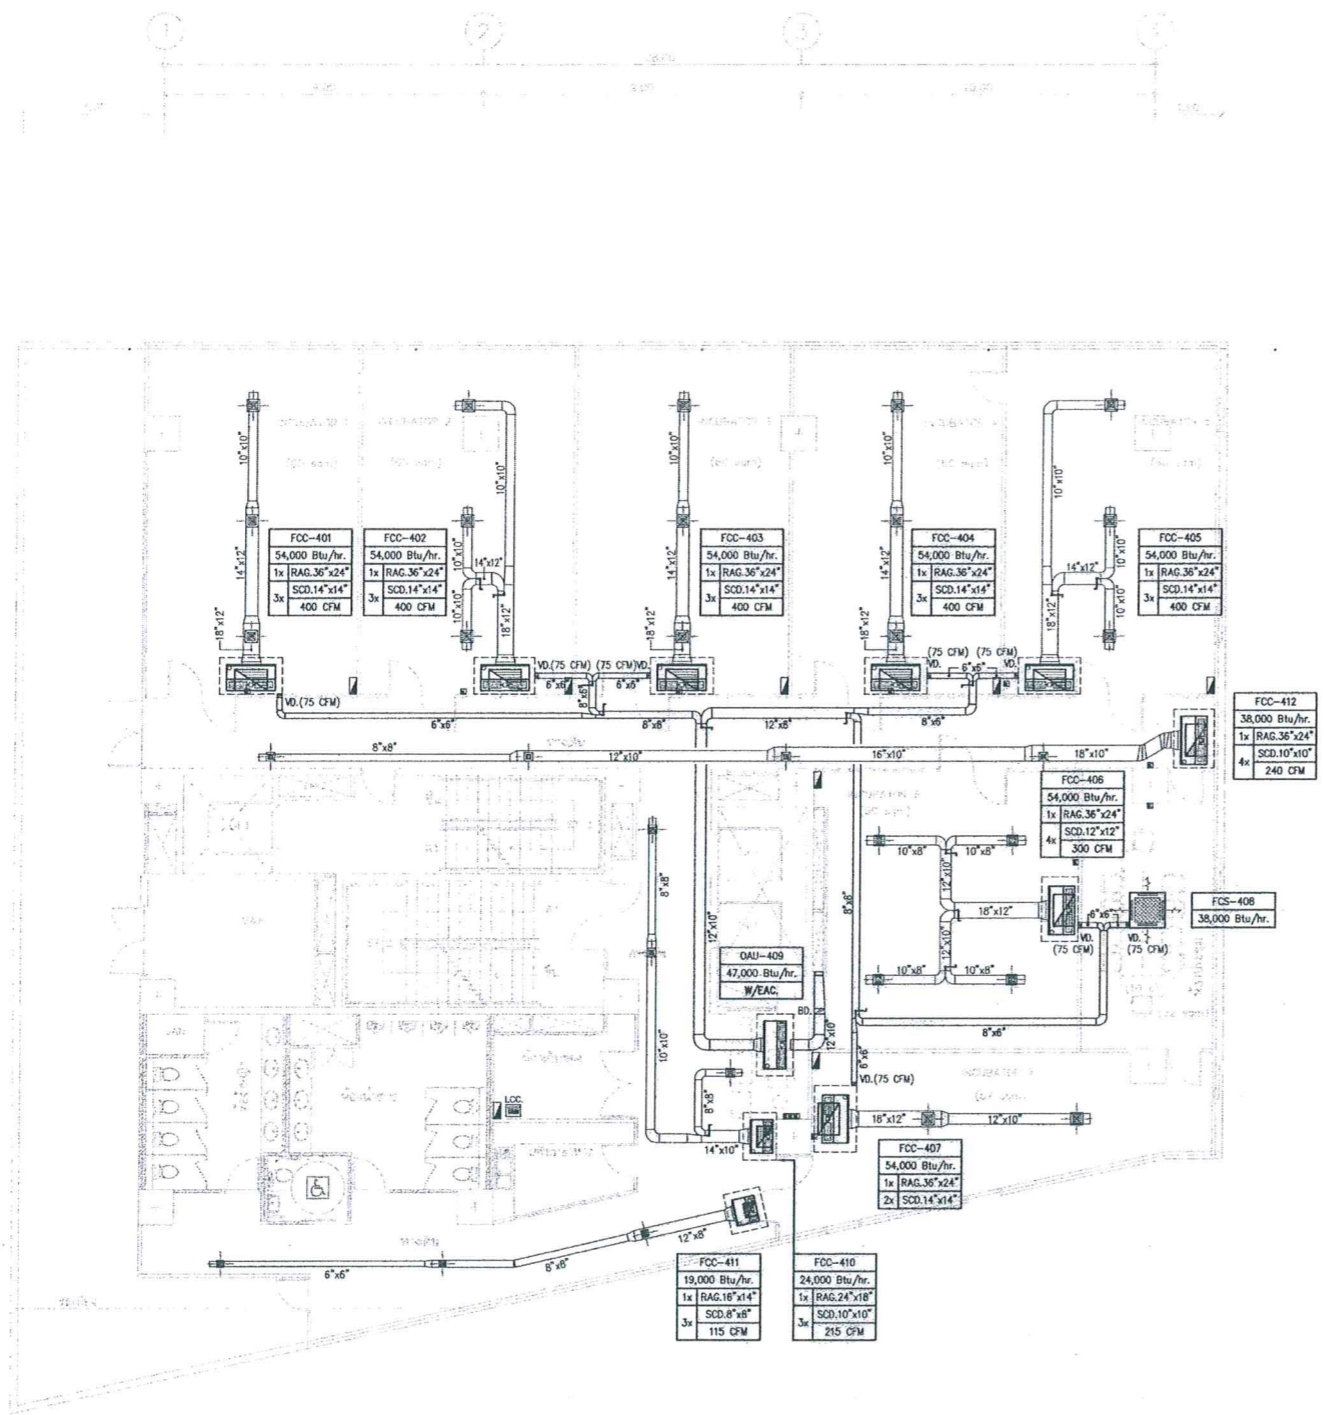 1
2
3
10"x10"
10"x10"
10"x10"
10"x10"
10"x10"
FCC-401
54,000 Btu/hr.
1x RAG.36"x24"
3x SCD.14"x14"
400 CFM
FCC-402
54,000 Btu/hr.
1x RAG.36"x24"
3x SCD.14"x14"
400 CFM
FCC-403
54,000 Btu/hr.
1x RAG.36"x24"
3x SCD.14"x14"
400 CFM
FCC-404
54,000 Btu/hr.
1x RAG.36"x24"
3x SCD.14"x14"
400 CFM
FCC-405
54,000 Btu/hr.
1x RAG.36"x24"
3x SCD.14"x14"
400 CFM
14"x12"
10"x10"
14"x12"
10"x10"
14"x12"
14"x12"
14"x12"
10"x10"
10"x10"
18"x12"
18"x12"
18"x12"
18"x12"
18"x12"
VD.(75 CFM)
(75 CFM)VD.
6"x6"
6"x6"
8"x6"
(75 CFM)
(75 CFM)
VD.
6"x6"
VD.
VD.(75 CFM)
6"x6"
8"x8"
12"x8"
8"x6"
8"x8"
12"x10"
16"x10"
18"x10"
FCC-412
38,000 Btu/hr.
1x RAG.36"x24"
4x SCD.10"x10"
240 CFM
FCC-406
54,000 Btu/hr.
1x RAG.36"x24"
4x SCD.12"x12"
300 CFM
10"x8"
10"x8"
12"x10"
18"x12"
12"x10"
10"x8"
10"x8"
6"x6"
VD.
(75 CFM)
VD.
(75 CFM)
FCS-408
38,000 Btu/hr.
8"x8"
12"x10"
8"x6"
OAU-409
47,000 Btu/hr.
W/EAC.
BD.
12"x10"
8"x6"
6"x6"
VD.(75 CFM)
10"x10"
8"x8"
LCC.
14"x10"
18"x12"
12"x10"
FCC-407
54,000 Btu/hr.
1x RAG.36"x24"
2x SCD.14"x14"
12"x8"
8"x8"
6"x6"
FCC-411
19,000 Btu/hr.
1x RAG.16"x14"
3x SCD.8"x8"
115 CFM
FCC-410
24,000 Btu/hr.
1x RAG.24"x18"
3x SCD.10"x10"
215 CFM